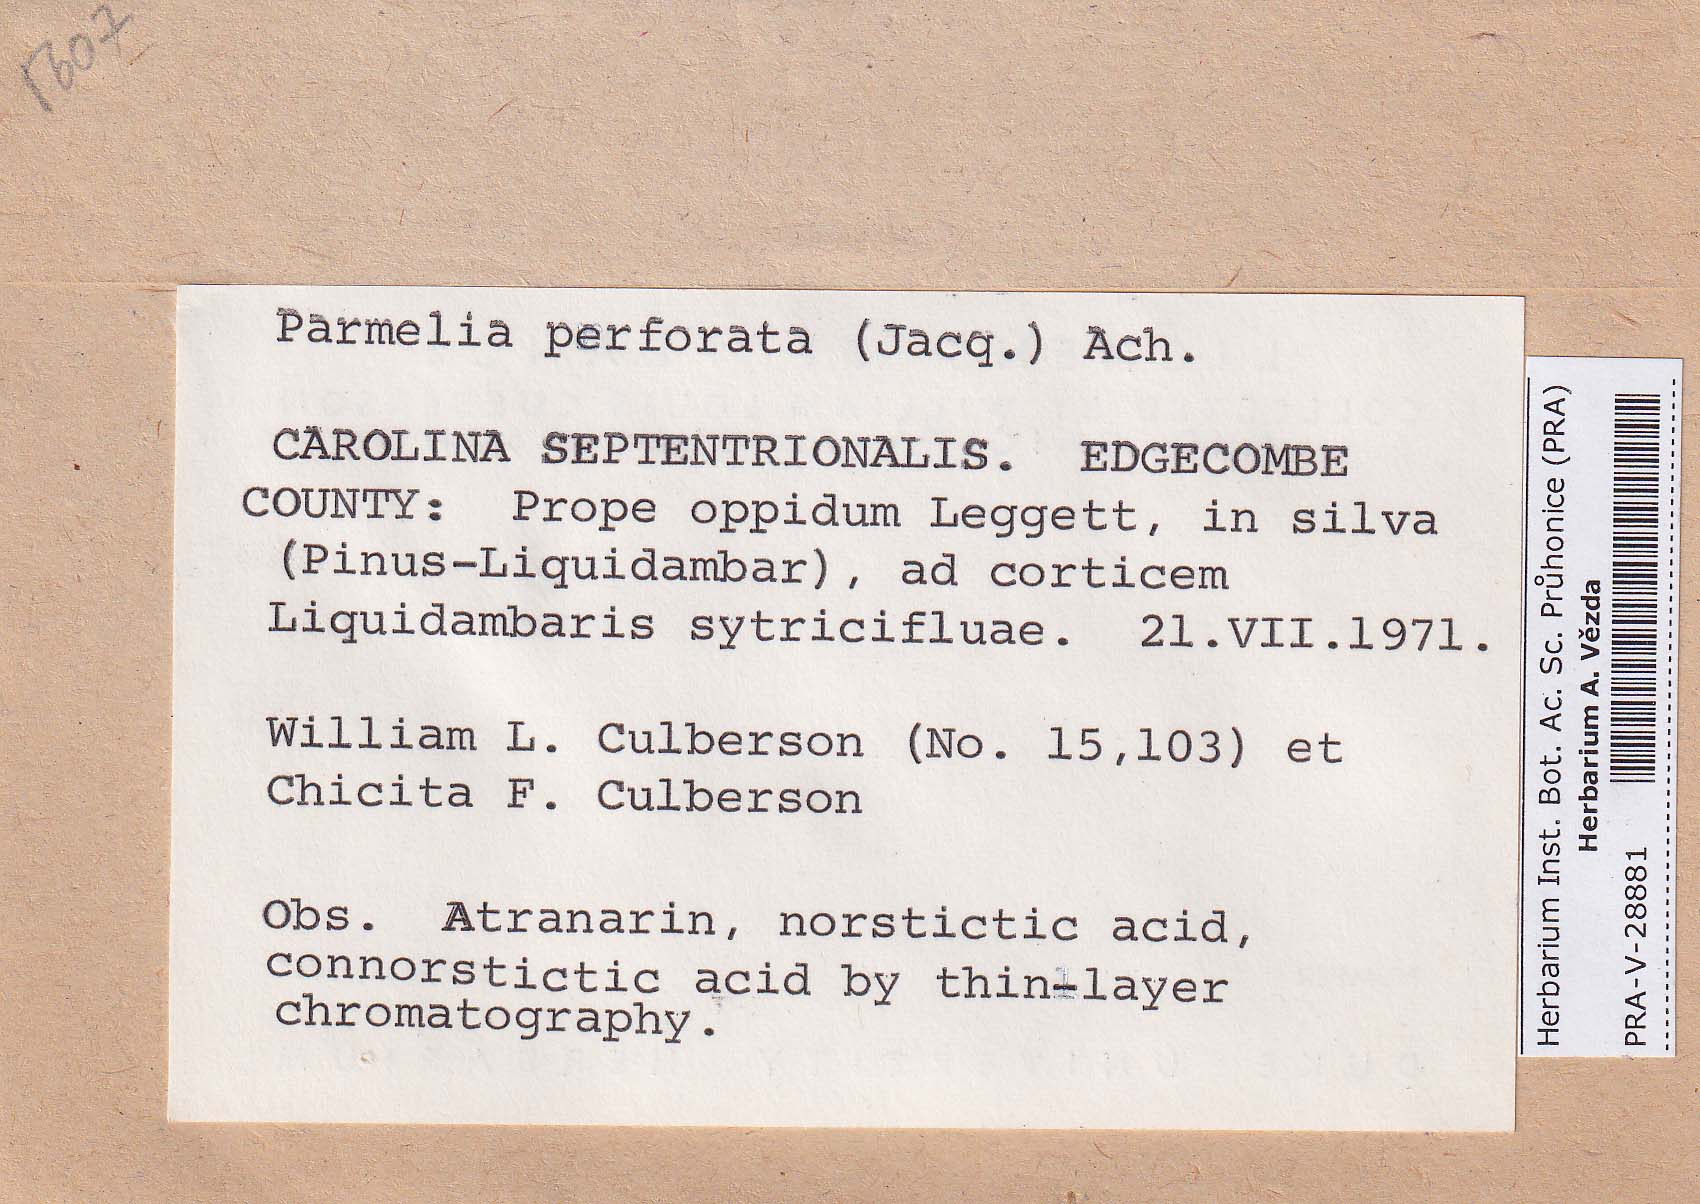 1607
Parmelia perforata (Jacq.) Ach.
CAROLINA SEPTENTRIONALIS. EDGECOMBE
COUNTY: Prope oppidum Leggett, in silva
(Pinus-Liquidambar), ad corticem
Liquidambaris sytricifluae. 21.VII.1971.
William L. Culberson (No. 15,103) et
Chicita F. Culberson
Obs. Atranarin, norstictic acid,
connorstictic acid by thin-layer
chromatography.
Herbarium Inst. Bot. Ac. Sc. Průhonice (PRA)
Herbarium A. Vězda
PRA-V-28881